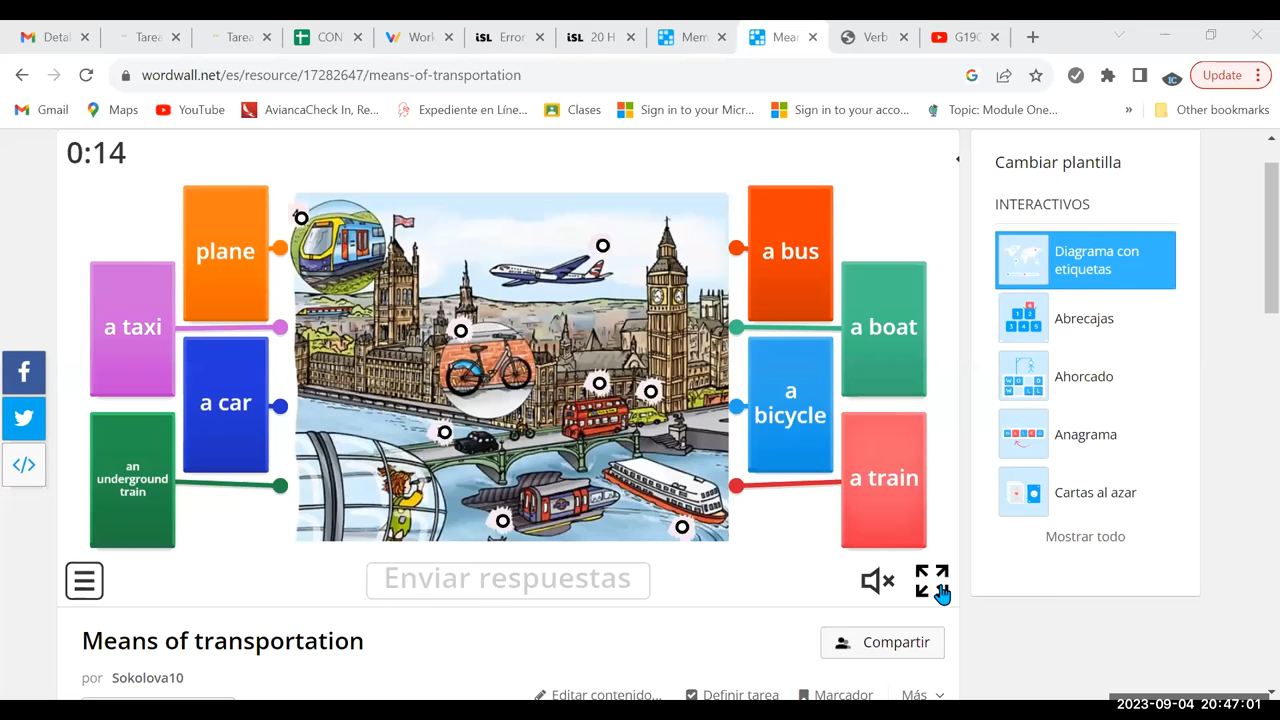 Detal
Tarea
Tarea
CON
Work
iSL Error
iSL 20 H
Mem
Mear
Verb
G19C
wordwall.net/es/resource/17282647/means-of-transportation
Update
Gmail
Maps
YouTube
AviancaCheck In, Re...
Expediente en Líne...
Clases
Sign in to your Micr...
Sign in to your acco...
Topic: Module One...
»
Other bookmarks
0:14
plane
a taxi
a car
an
underground
train
a bus
a boat
a
bicycle
a train
Enviar respuestas
Means of transportation
por Sokolova10
Compartir
Editar contenido...
Definir tarea
Marcador
Más
Cambiar plantilla
INTERACTIVOS
Diagrama con
etiquetas
Abrecajas
Ahorcado
Anagrama
Cartas al azar
Mostrar todo
2023-09-04 20:47:01